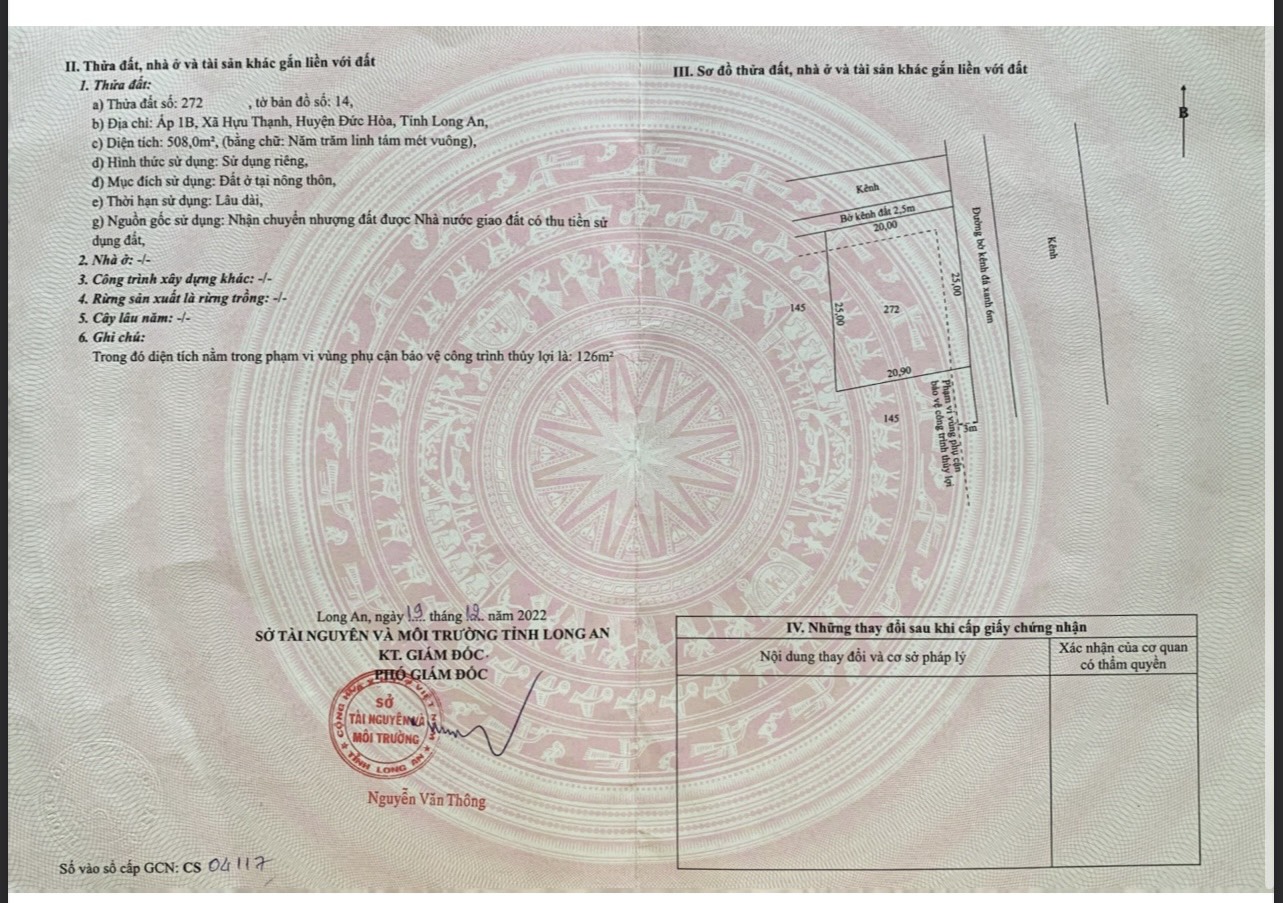 II. Thửa đất, nhà ở và tài sản khác gắn liền với đất
1. Thửa đất:
a) Thửa đất số: 272 , tờ bản đồ số: 14,
b) Địa chỉ: Ấp 1B, Xã Hựu Thạnh, Huyện Đức Hòa, Tỉnh Long An,
c) Diện tích: 508,0m², (bằng chữ: Năm trăm linh tám mét vuông),
d) Hình thức sử dụng: Sử dụng riêng,
đ) Mục đích sử dụng: Đất ở tại nông thôn,
e) Thời hạn sử dụng: Lâu dài,
g) Nguồn gốc sử dụng: Nhận chuyển nhượng đất được Nhà nước giao đất có thu tiền sử
dụng đất,
2. Nhà ở: -/-
3. Công trình xây dựng khác: -/-
4. Rừng sản xuất là rừng trồng: -/-
5. Cây lâu năm: -/-
6. Ghi chú:
Trong đó diện tích nằm trong phạm vi vùng phụ cận bảo vệ công trình thủy lợi là: 126m²
Long An, ngày 19 tháng 12 năm 2022
SỞ TÀI NGUYÊN VÀ MÔI TRƯỜNG TỈNH LONG AN
KT. GIÁM ĐỐC
PHÓ GIÁM ĐỐC
SỞ
TÀI NGUYÊN VÀ
MÔI TRƯỜNG
TỈNH LONG AN
Nguyễn Văn Thông
Số vào sổ cấp GCN: CS 04117
III. Sơ đồ thửa đất, nhà ở và tài sản khác gắn liền với đất
B
Kênh
Bờ kênh đất 2,5m
20,00
Đường bờ kênh đá xanh 6m
Kênh
25,00
145
25,00
272
20,90
145
Phạm vi vùng phụ cận
bảo vệ công trình thủy lợi
IV. Những thay đổi sau khi cấp giấy chứng nhận
Nội dung thay đổi và cơ sở pháp lý
Xác nhận của cơ quan
có thẩm quyền